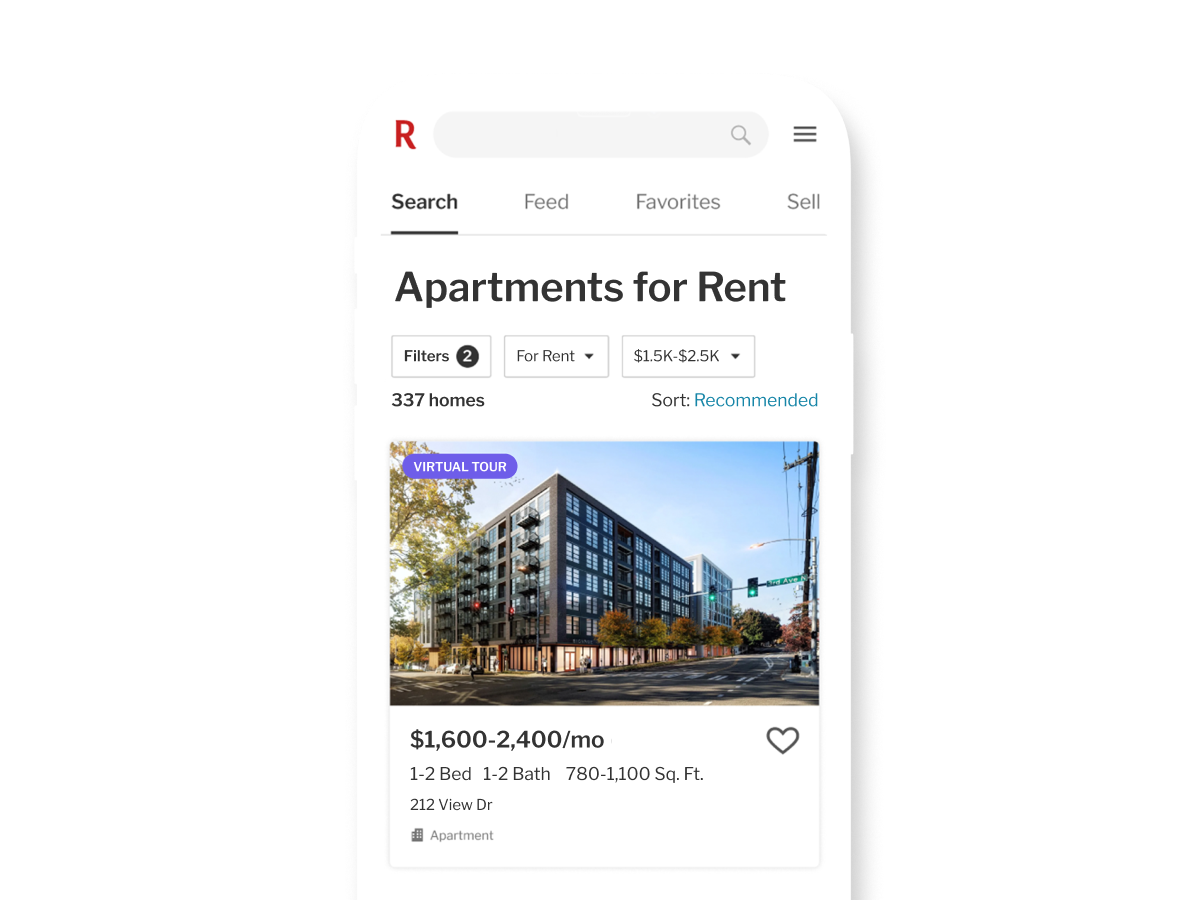 R
Search Feed Favorites Sell
Apartments for Rent
Filters 2 For Rent $1.5K-$2.5K
337 homes Sort: Recommended
VIRTUAL TOUR
3rd Ave N
$1,600-2,400/mo
1-2 Bed 1-2 Bath 780-1,100 Sq. Ft.
212 View Dr
Apartment